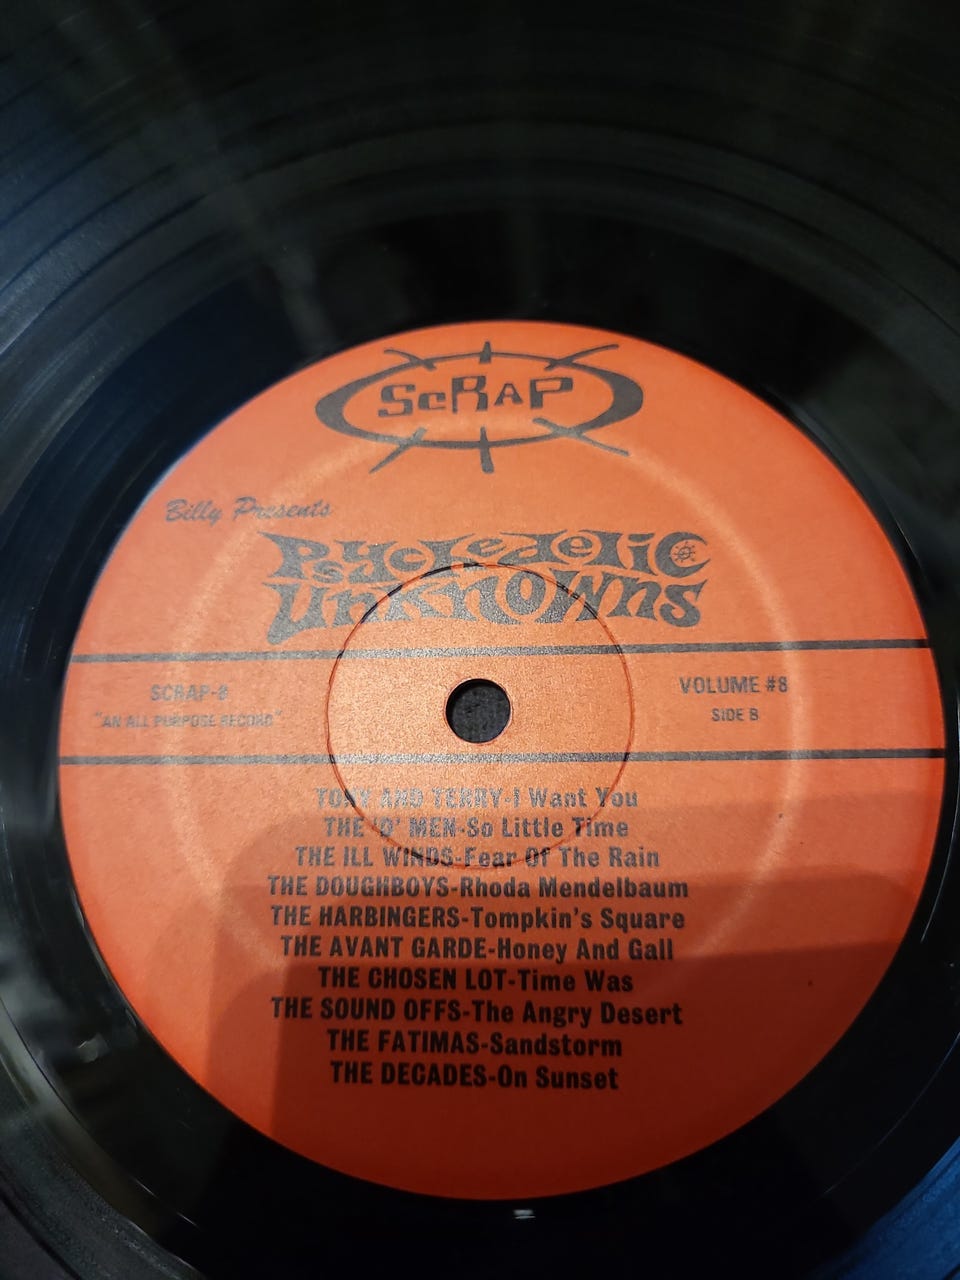 ScRAP
Billy Presents
Psychedelic
Unknowns
SCRAP-8
"AN ALL PURPOSE RECORD"
VOLUME #8
SIDE B
TONY AND TERRY-I Want You
THE 'D' MEN-So Little Time
THE ILL WINDS-Fear Of The Rain
THE DOUGHBOYS-Rhoda Mendelbaum
THE HARBINGERS-Tompkin's Square
THE AVANT GARDE-Honey And Gall
THE CHOSEN LOT-Time Was
THE SOUND OFFS-The Angry Desert
THE FATIMAS-Sandstorm
THE DECADES-On Sunset